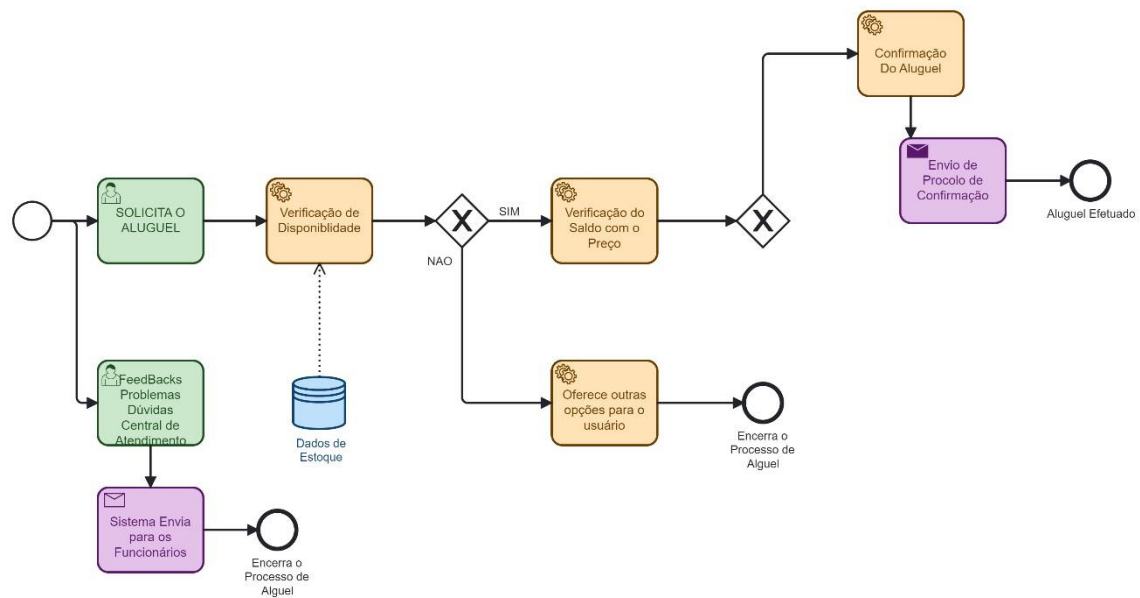 Confirmação
Do Aluguel
Envio de
Procolo de
Confirmação
Aluguel Efetuado
SOLICITA O
ALUGUEL
Verificação de
Disponiblidade
X
SIM
NAO
Verificação do
Saldo com o
Preço
X
FeedBacks
Problemas
Dúvidas
Central de
Atendimento
Dados de
Estoque
Oferece outras
opções para o
usuário
Encerra o
Processo de
Alguel
Sistema Envia
para os
Funcionários
Encerra o
Processo de
Alguel